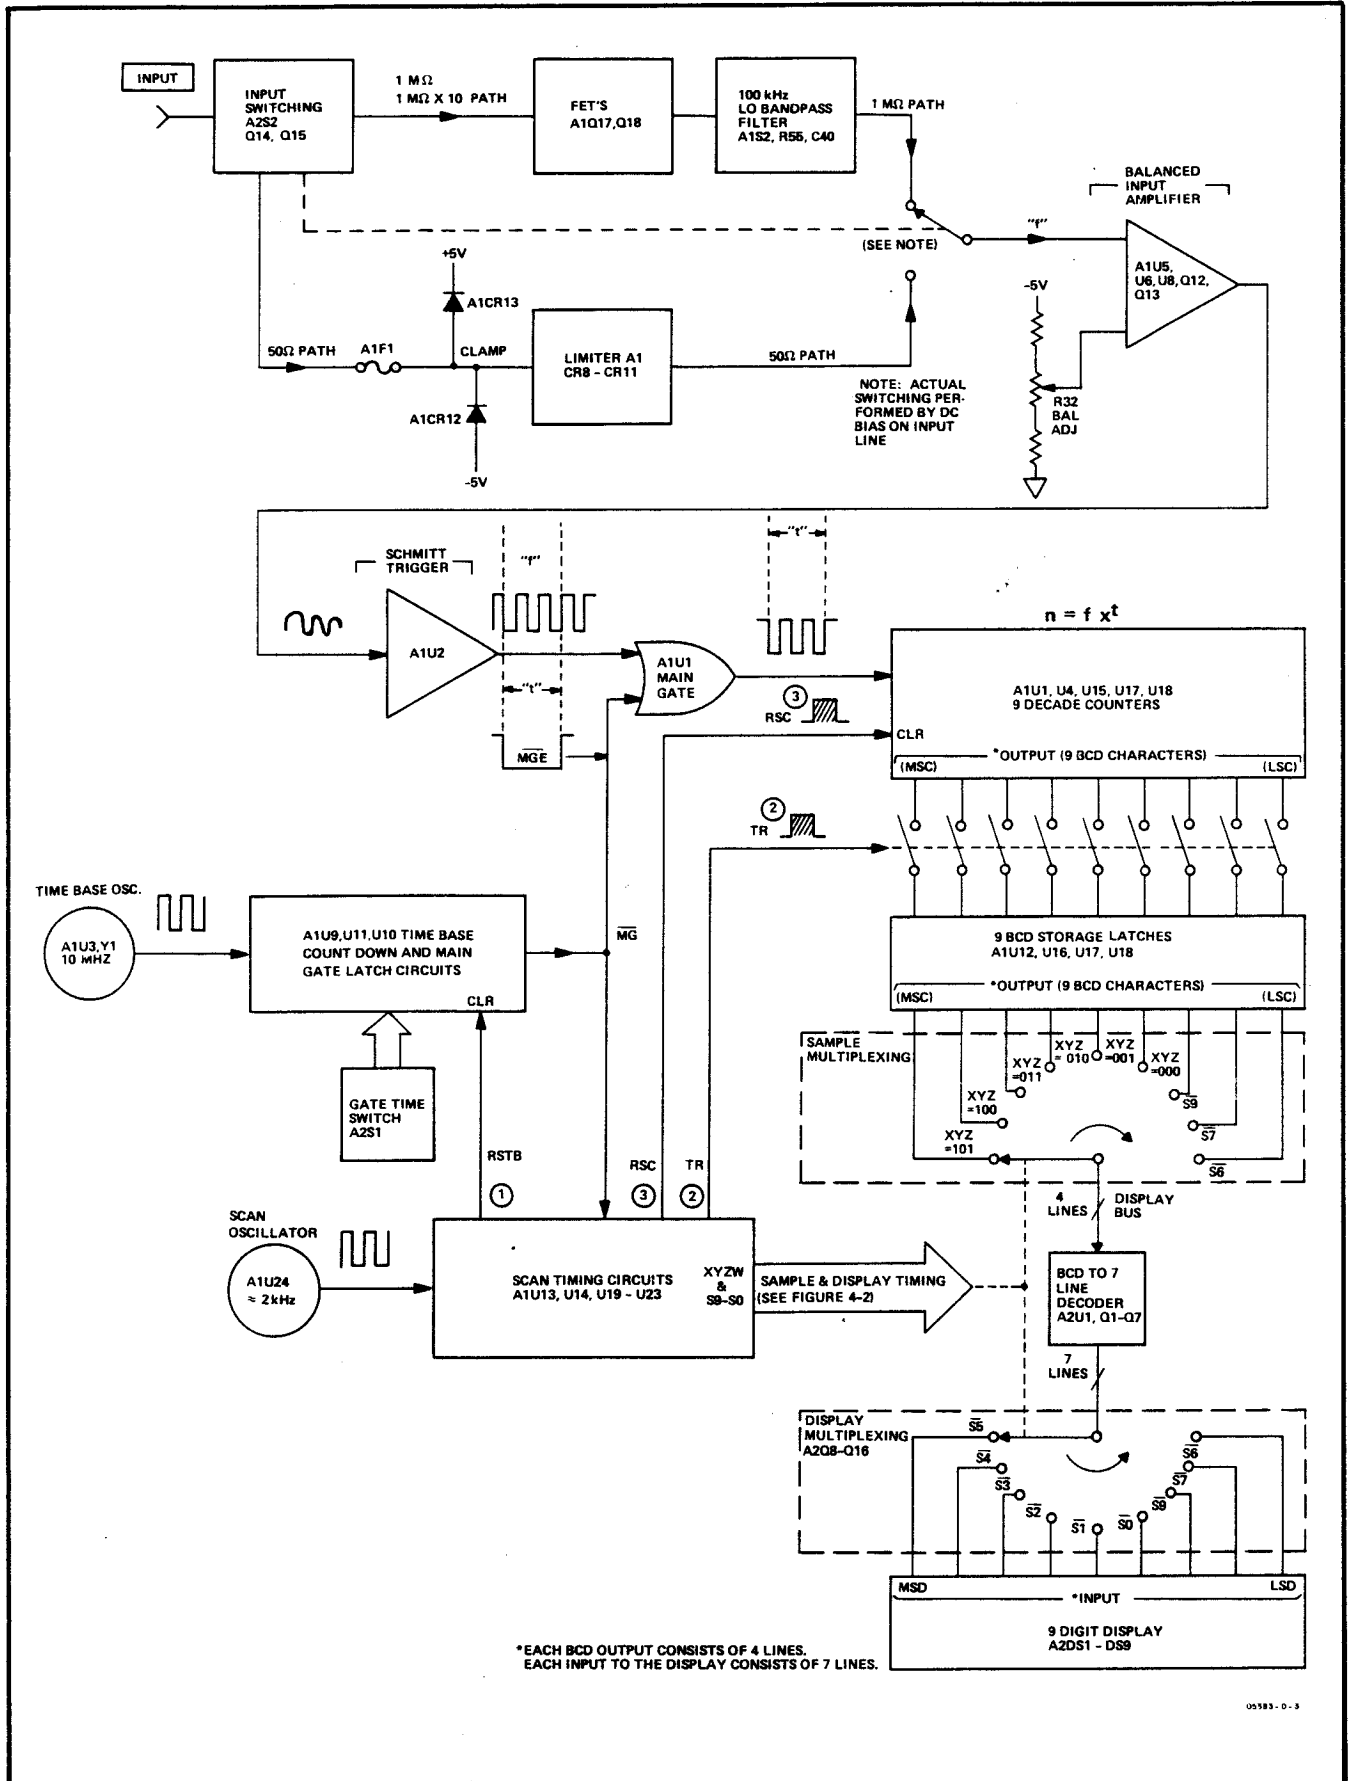 INPUT
INPUT
SWITCHING
A2S2
Q14, Q15
1 MΩ
1 MΩ X 10 PATH
FET'S
A1Q17,Q18
100 kHz
LO BANDPASS
FILTER
A1S2, R55, C40
1 MΩ PATH
BALANCED
INPUT
AMPLIFIER
(SEE NOTE)
"f"
A1U5,
U6,U8,Q12,
Q13
-5V
R32
BAL
ADJ
+5V
A1CR13
50Ω PATH
A1F1
CLAMP
LIMITER A1
CR8 – CR11
50Ω PATH
A1CR12
-5V
NOTE: ACTUAL
SWITCHING PER-
FORMED BY DC
BIAS ON INPUT
LINE
SCHMITT
TRIGGER
"f"
"t"
A1U2
"t"
MGE
A1U1
MAIN
GATE
n = f x t
3
RSC
A1U1, U4, U15, U17, U18
9 DECADE COUNTERS
CLR
*OUTPUT (9 BCD CHARACTERS)
(MSC)
(LSC)
2
TR
TIME BASE OSC.
A1U3,Y1
10 MHZ
A1U9,U11,U10 TIME BASE
COUNT DOWN AND MAIN
GATE LATCH CIRCUITS
CLR
MG
9 BCD STORAGE LATCHES
A1U12, U16, U17, U18
*OUTPUT (9 BCD CHARACTERS)
(MSC)
(LSC)
GATE TIME
SWITCH
A2S1
RSTB
1
RSC
3
TR
2
SAMPLE
MULTIPLEXING
XYZ
=101
XYZ
=100
XYZ
=011
XYZ
= 010
XYZ
=001
XYZ
=000
S9
S7
S6
4
LINES
DISPLAY
BUS
SCAN
OSCILLATOR
A1U24
≈ 2kHz
SCAN TIMING CIRCUITS
A1U13, U14, U19 – U23
XYZW
&
S9–S0
SAMPLE & DISPLAY TIMING
(SEE FIGURE 4–2)
BCD TO 7
LINE
DECODER
A2U1, Q1–Q7
7
LINES
DISPLAY
MULTIPLEXING
A2Q8–Q16
S5
S4
S3
S2
S1
S0
S9
S7
S6
MSD
LSD
*INPUT
9 DIGIT DISPLAY
A2DS1 – DS9
*EACH BCD OUTPUT CONSISTS OF 4 LINES.
EACH INPUT TO THE DISPLAY CONSISTS OF 7 LINES.
05383-D-3